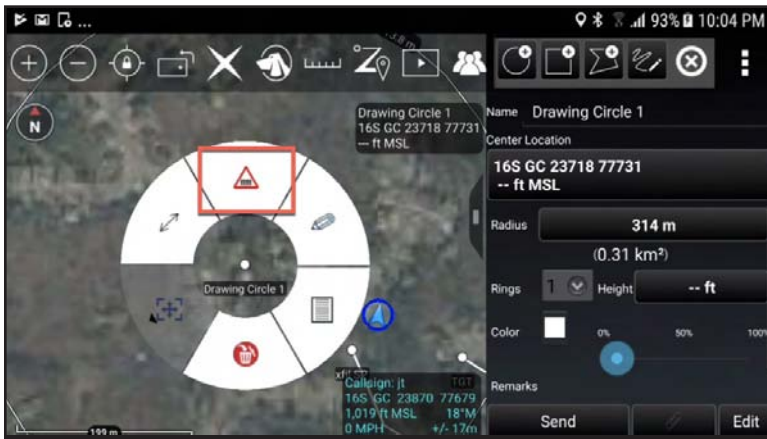 93% 10:04 PM
N
Drawing Circle 1
16S GC 23718 77731
-- ft MSL
Drawing Circle 1
Callsign: jt
TGT
16S GC 23870 77679
1,019 ft MSL 18°M
0 MPH +/- 17m
199 m
Name Drawing Circle 1
Center Location
16S GC 23718 77731
-- ft MSL
Radius 314 m
(0.31 km²)
Rings 1 Height -- ft
Color 0% 50% 100%
Remarks
Send Edit